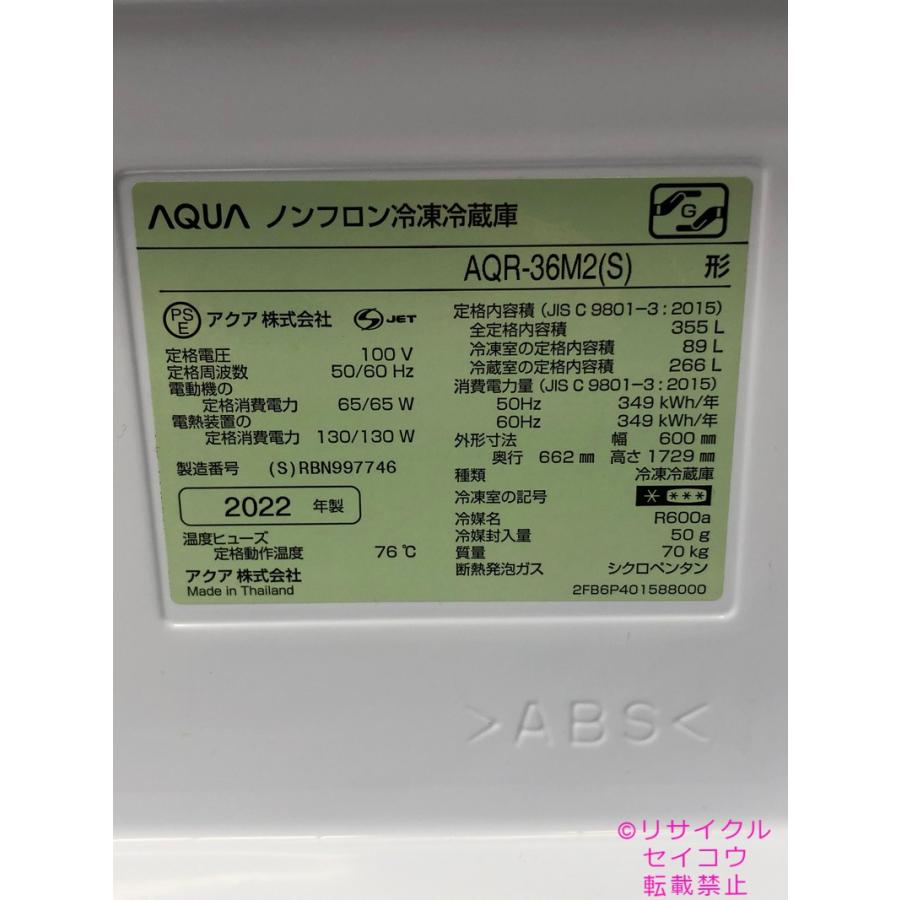 AQUA ノンフロン冷凍冷蔵庫
G
AQR-36M2(S) 形
PS E アクア株式会社 S JET
定格電圧 100 V
定格周波数 50/60 Hz
電動機の
定格消費電力 65/65 W
電熱装置の
定格消費電力 130/130 W
製造番号 (S)RBN997746
2022 年製
温度ヒューズ
定格動作温度 76 ℃
アクア株式会社
Made in Thailand
定格内容積 (JIS C 9801-3:2015)
全定格内容積 355 L
冷凍室の定格内容積 89 L
冷蔵室の定格内容積 266 L
消費電力量 (JIS C 9801-3:2015)
50Hz 349 kWh/年
60Hz 349 kWh/年
外形寸法 幅 600 mm
奥行 662 mm 高さ 1729 mm
種類 冷凍冷蔵庫
冷凍室の記号 * ***
冷媒名 R600a
冷媒封入量 50 g
質量 70 kg
断熱発泡ガス シクロペンタン
2FB6P401588000
>ABS<
©リサイクル
セイコウ
転載禁止